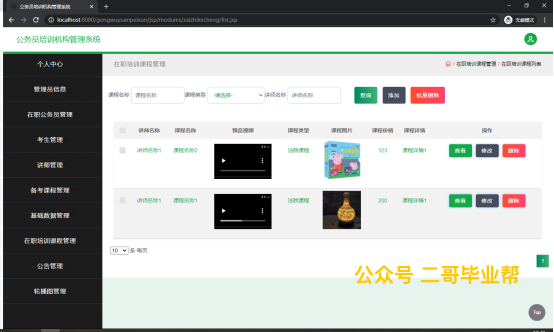 公务员培训机构管理系统
localhost:8080/gongwuyuanpeixun/jsp/modules/zaizhikecheng/list.jsp
无痕模式
公务员培训机构管理系统
个人中心
管理员信息
在职公务员管理
考生管理
讲师管理
备考课程管理
基础数据管理
在职培训课程管理
公告管理
轮播图管理
在职培训课程管理
/ 在职培训课程管理 / 在职培训课程列表
课程名称 课程名称 课程类型 -请选择- 讲师名称 讲师名称 查询 添加 批量删除
讲师名称 课程名称 预览视频 课程类型 课程图片 课程价格 课程详情 操作
讲师名称1 课程名称2 法院课程 123 课程详情1 查看 修改 删除
讲师名称1 课程名称1 法院课程 200 课程详情1 查看 修改 删除
10 条 每页
1
公众号 二哥毕业帮
Top